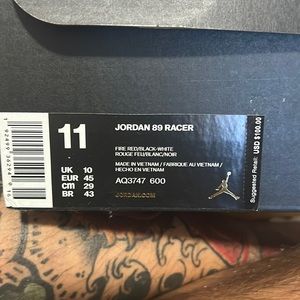 11
JORDAN 89 RACER
FIRE RED/BLACK-WHITE
ROUGE FEU/BLANC/NOIR
MADE IN VIETNAM / FABRIQUE AU VIETNAM /
HECHO EN VIETNAM
UK 10
EUR 45
CM 29
BR 43
AQ3747 600
JORDAN.COM
Suggested Retail: USD $100.00